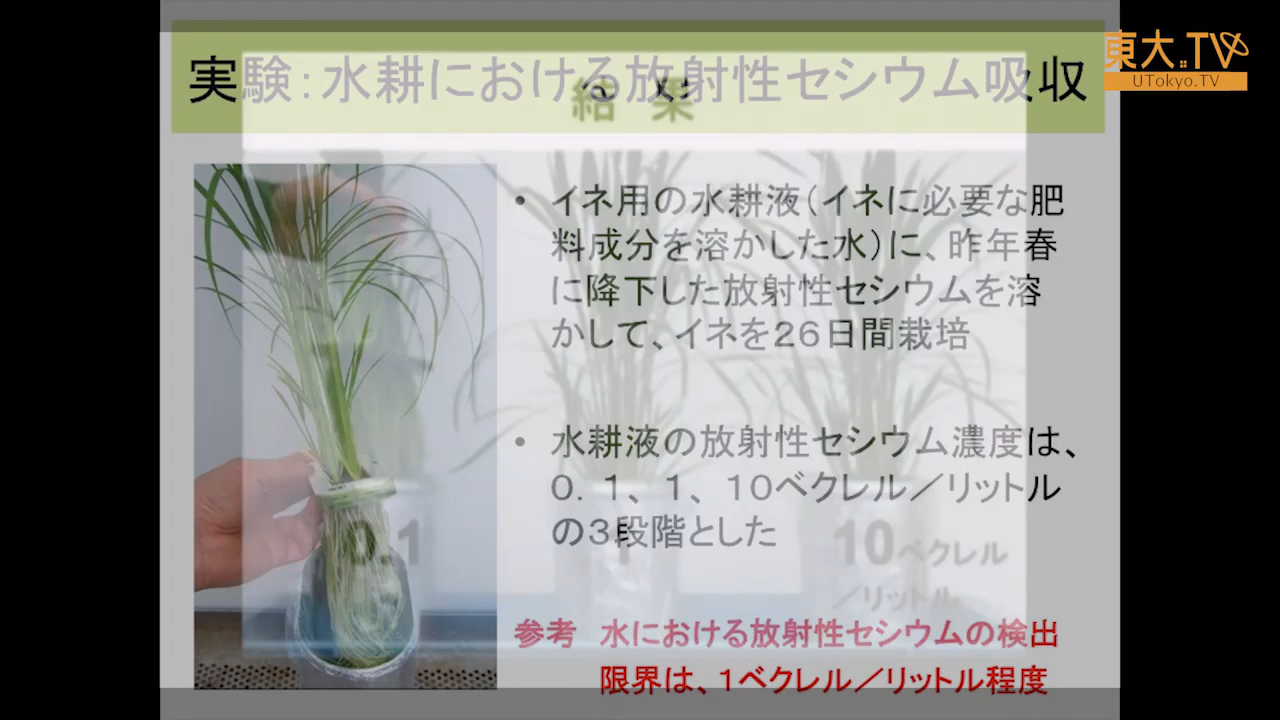 実験:水耕における放射性セシウム吸収
結 果
東大.TV
UTokyo.TV
• イネ用の水耕液(イネに必要な肥
料成分を溶かした水)に、昨年春
に降下した放射性セシウムを溶
かして、イネを26日間栽培
• 水耕液の放射性セシウム濃度は、
0.1、1、10ベクレル/リットル
の3段階とした
0.1
1
10ベクレル
/リットル
参考 水における放射性セシウムの検出
限界は、1ベクレル/リットル程度